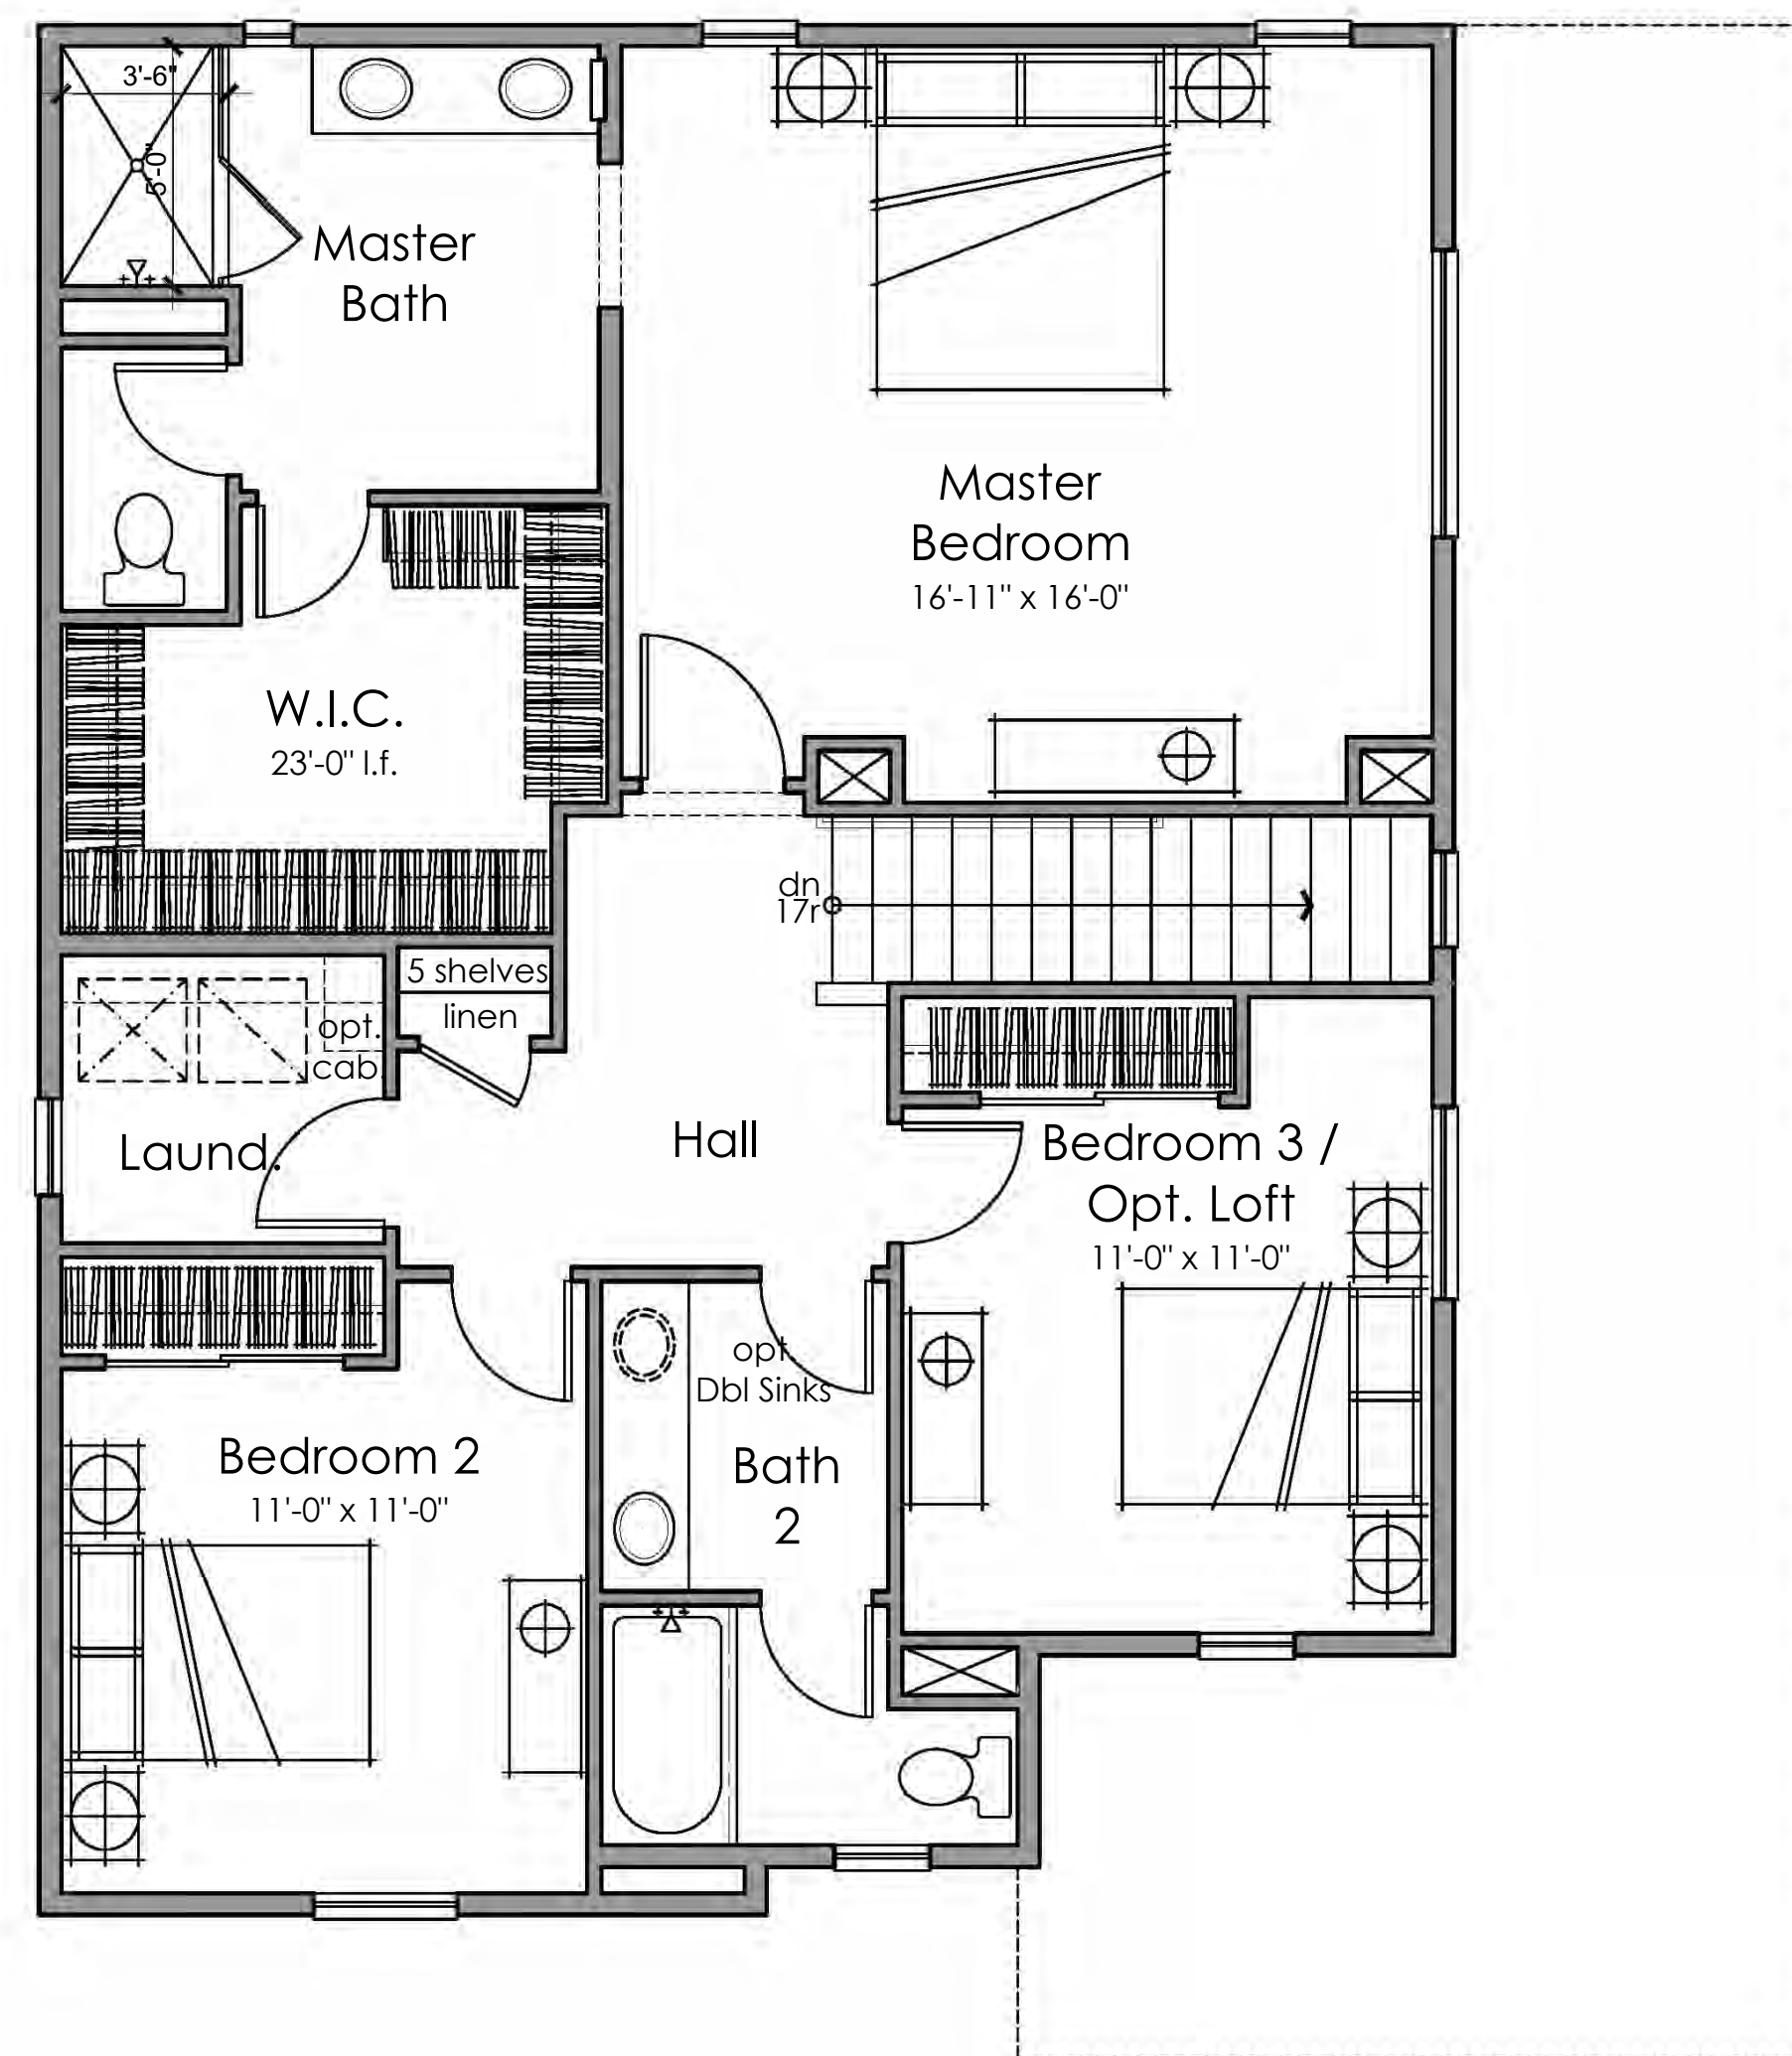 3'-6"
5'-0"
Master
Bath
Master
Bedroom
16'-11" x 16'-0"
W.I.C.
23'-0" l.f.
dn
17r
5 shelves
linen
opt.
cab.
Laund.
Hall
Bedroom 3 /
Opt. Loft
11'-0" x 11'-0"
opt.
Dbl Sinks
Bath
2
Bedroom 2
11'-0" x 11'-0"